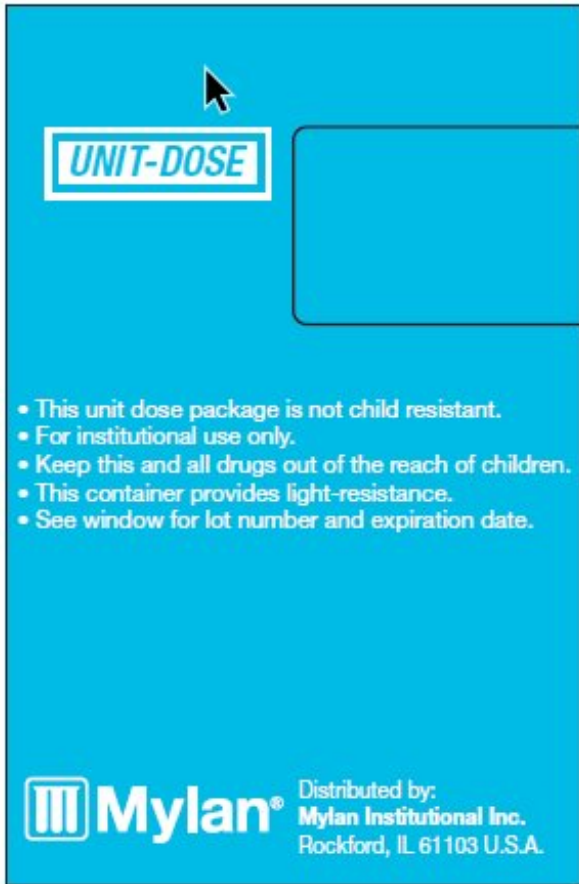 UNIT-DOSE
• This unit dose package is not child resistant.
• For institutional use only.
• Keep this and all drugs out of the reach of children.
• This container provides light-resistance.
• See window for lot number and expiration date.
Mylan®
Distributed by:
Mylan Institutional Inc.
Rockford, IL 61103 U.S.A.